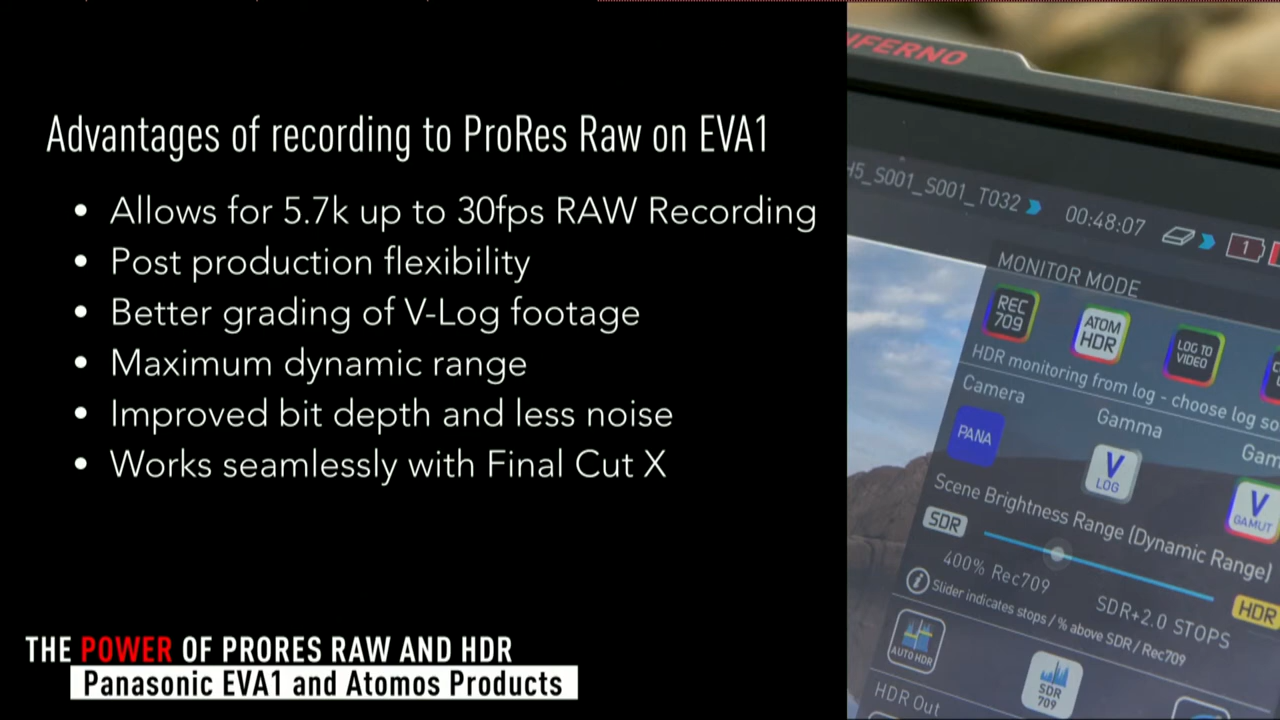 Advantages of recording to ProRes Raw on EVA1
• Allows for 5.7k up to 30fps RAW Recording
• Post production flexibility
• Better grading of V-Log footage
• Maximum dynamic range
• Improved bit depth and less noise
• Works seamlessly with Final Cut X
THE POWER OF PRORES RAW AND HDR
Panasonic EVA1 and Atomos Products
INFERNO
H5_S001_S001_T032
00:48:07
1
MONITOR MODE
REC
709
ATOM
HDR
LOG TO
VIDEO
HDR monitoring from log - choose log so
Camera
Gamma
Gam
PANA
V
LOG
V
GAMUT
Scene Brightness Range (Dynamic Range)
SDR
HDR
400% Rec709
SDR+2.0 STOPS
Slider indicates stops / % above SDR / Rec709
AUTO HDR
SDR
709
HDR Out